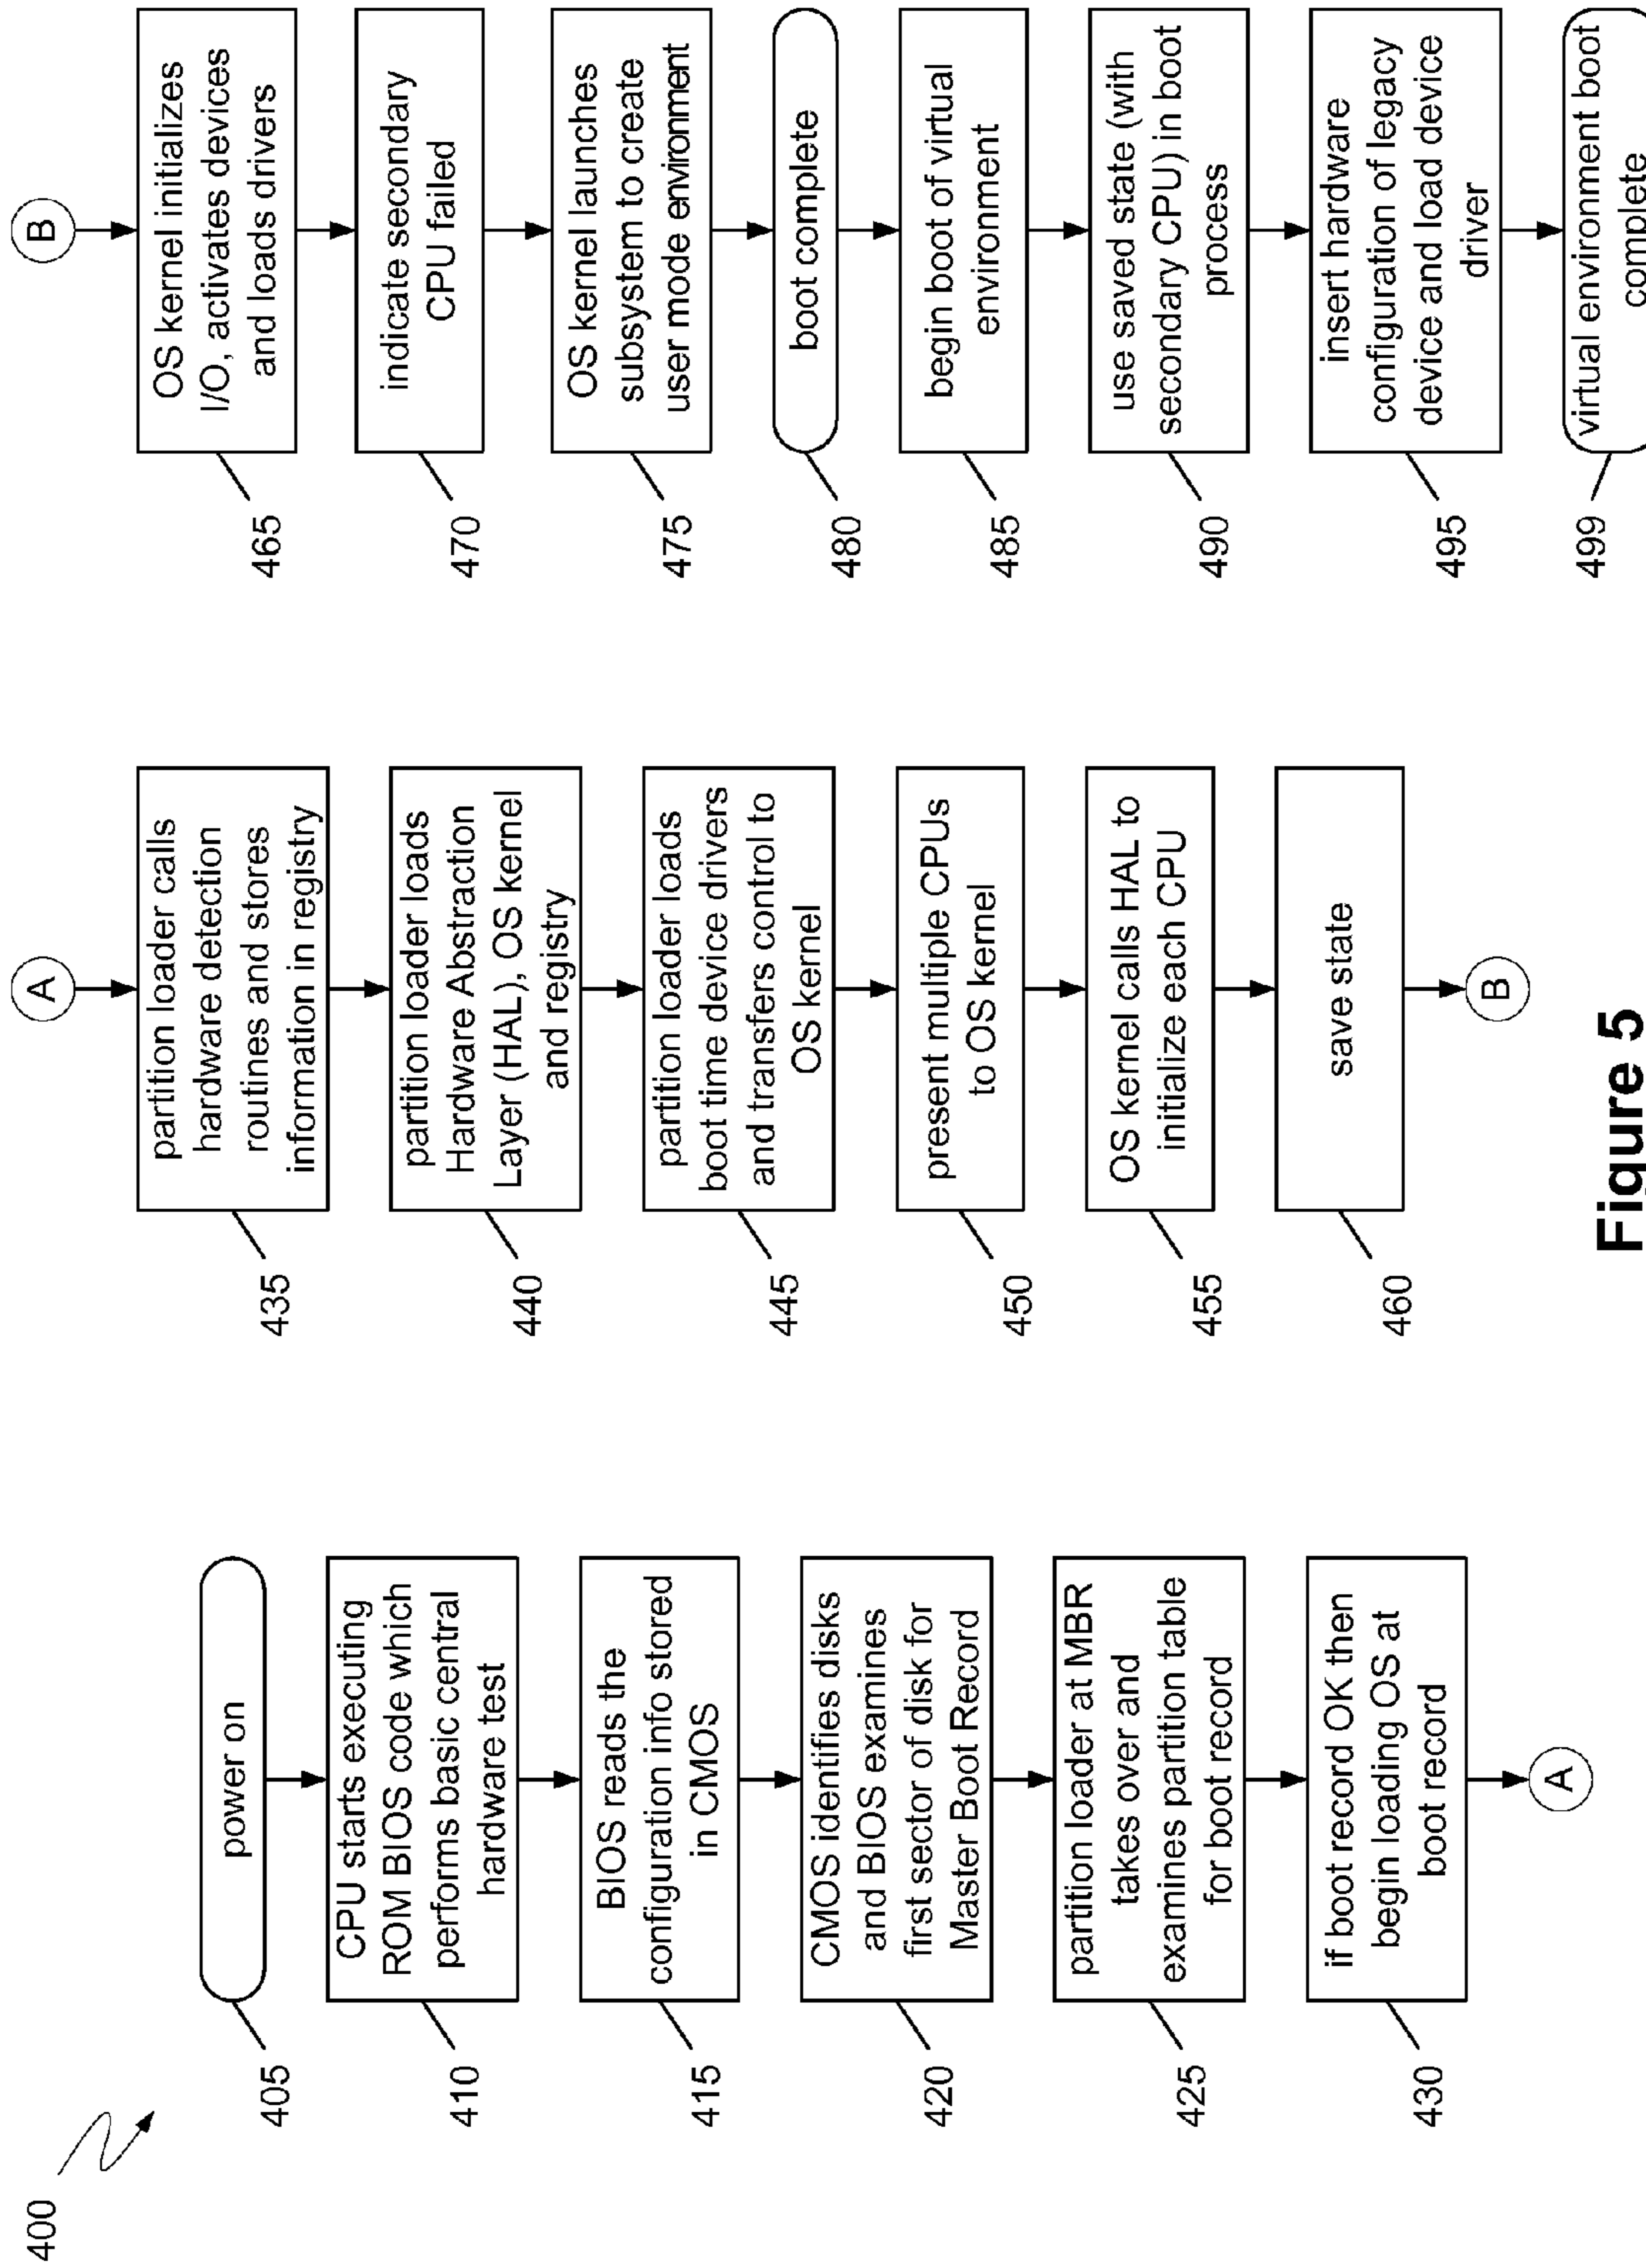 400
405
power on
410
CPU starts executing
ROM BIOS code which
performs basic central
hardware test
415
BIOS reads the
configuration info stored
in CMOS
420
CMOS identifies disks
and BIOS examines
first sector of disk for
Master Boot Record
425
partition loader at MBR
takes over and
examines partition table
for boot record
430
if boot record OK then
begin loading OS at
boot record
A
A
435
partition loader calls
hardware detection
routines and stores
information in registry
440
partition loader loads
Hardware Abstraction
Layer (HAL), OS kernel
and registry
445
partition loader loads
boot time device drivers
and transfers control to
OS kernel
450
present multiple CPUs
to OS kernel
455
OS kernel calls HAL to
initialize each CPU
460
save state
B
B
465
OS kernel initializes
I/O, activates devices
and loads drivers
470
indicate secondary
CPU failed
475
OS kernel launches
subsystem to create
user mode environment
480
boot complete
485
begin boot of virtual
environment
490
use saved state (with
secondary CPU) in boot
process
495
insert hardware
configuration of legacy
device and load device
driver
499
virtual environment boot
complete
Figure 5